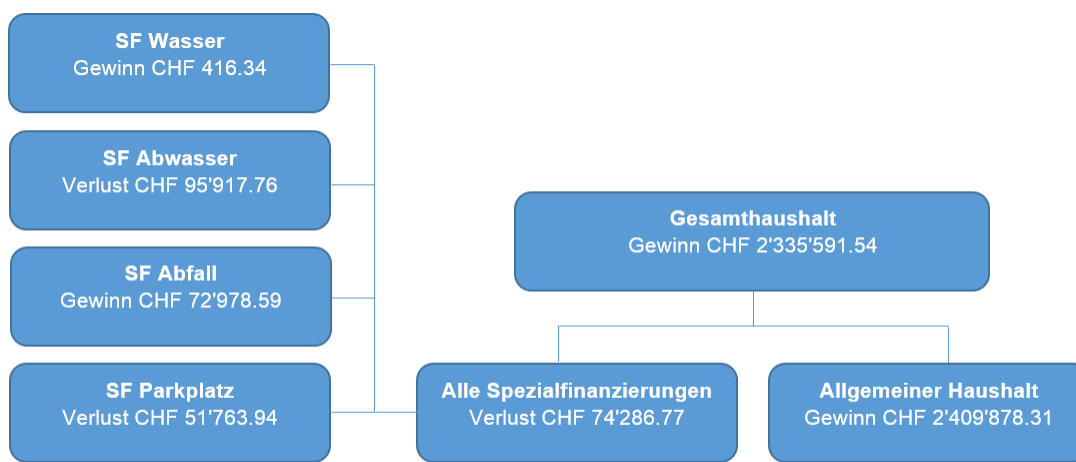 SF Wasser
Gewinn CHF 416.34
SF Abwasser
Verlust CHF 95'917.76
SF Abfall
Gewinn CHF 72'978.59
SF Parkplatz
Verlust CHF 51'763.94
Gesamthaushalt
Gewinn CHF 2'335'591.54
Alle Spezialfinanzierungen
Verlust CHF 74'286.77
Allgemeiner Haushalt
Gewinn CHF 2'409'878.31